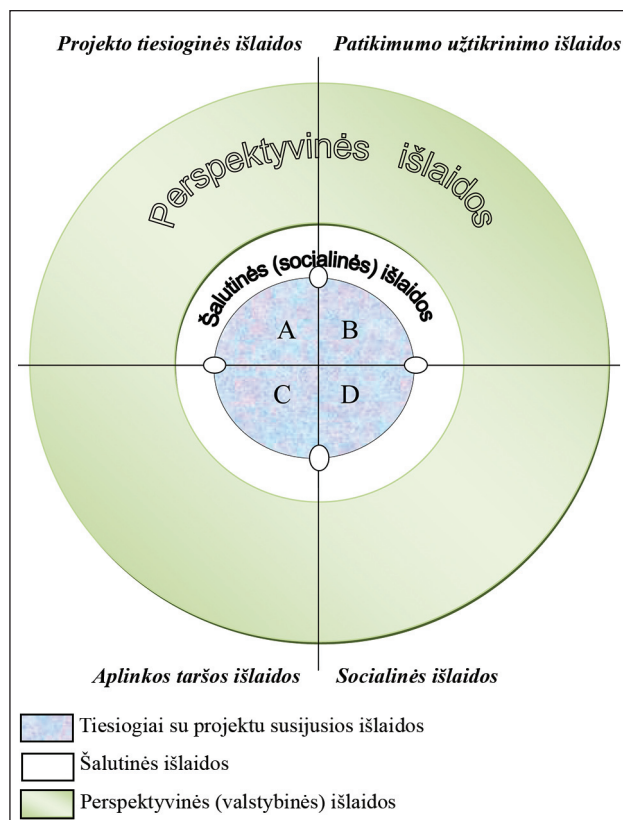 Projekto tiesioginės išlaidos
Patikimumo užtikrinimo išlaidos
Perspektyvinės išlaidos
Šalutinės (socialinės) išlaidos
A
B
C
D
Aplinkos taršos išlaidos
Socialinės išlaidos
Tiesiogiai su projektu susijusios išlaidos
Šalutinės išlaidos
Perspektyvinės (valstybinės) išlaidos